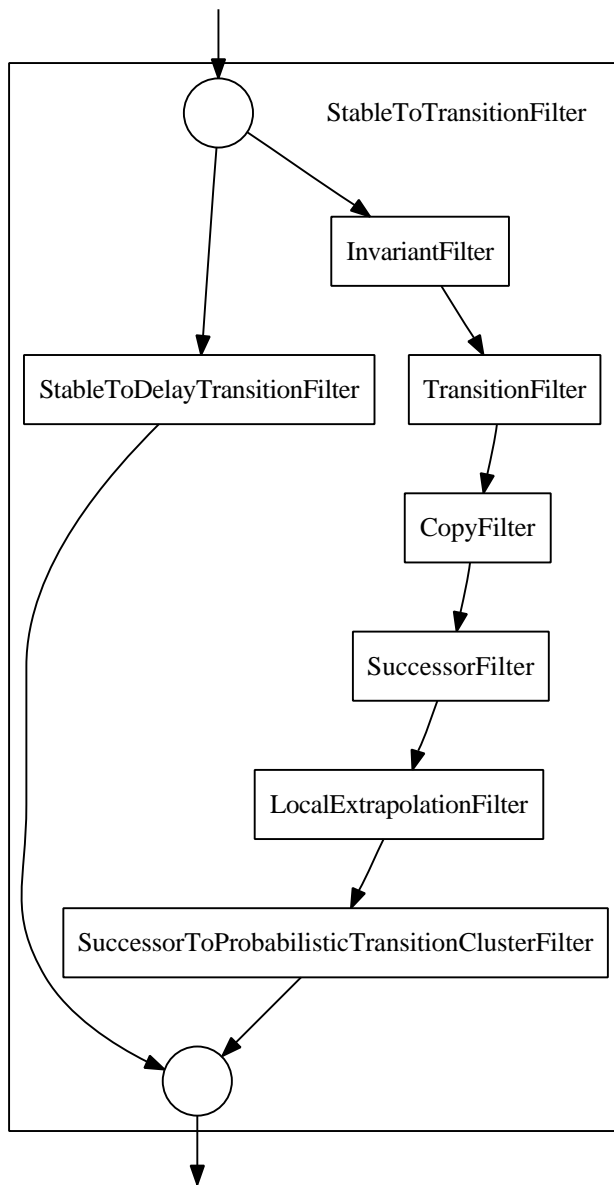 StableToTransitionFilter
InvariantFilter
StableToDelayTransitionFilter
TransitionFilter
CopyFilter
SuccessorFilter
LocalExtrapolationFilter
SuccessorToProbabilisticTransitionClusterFilter